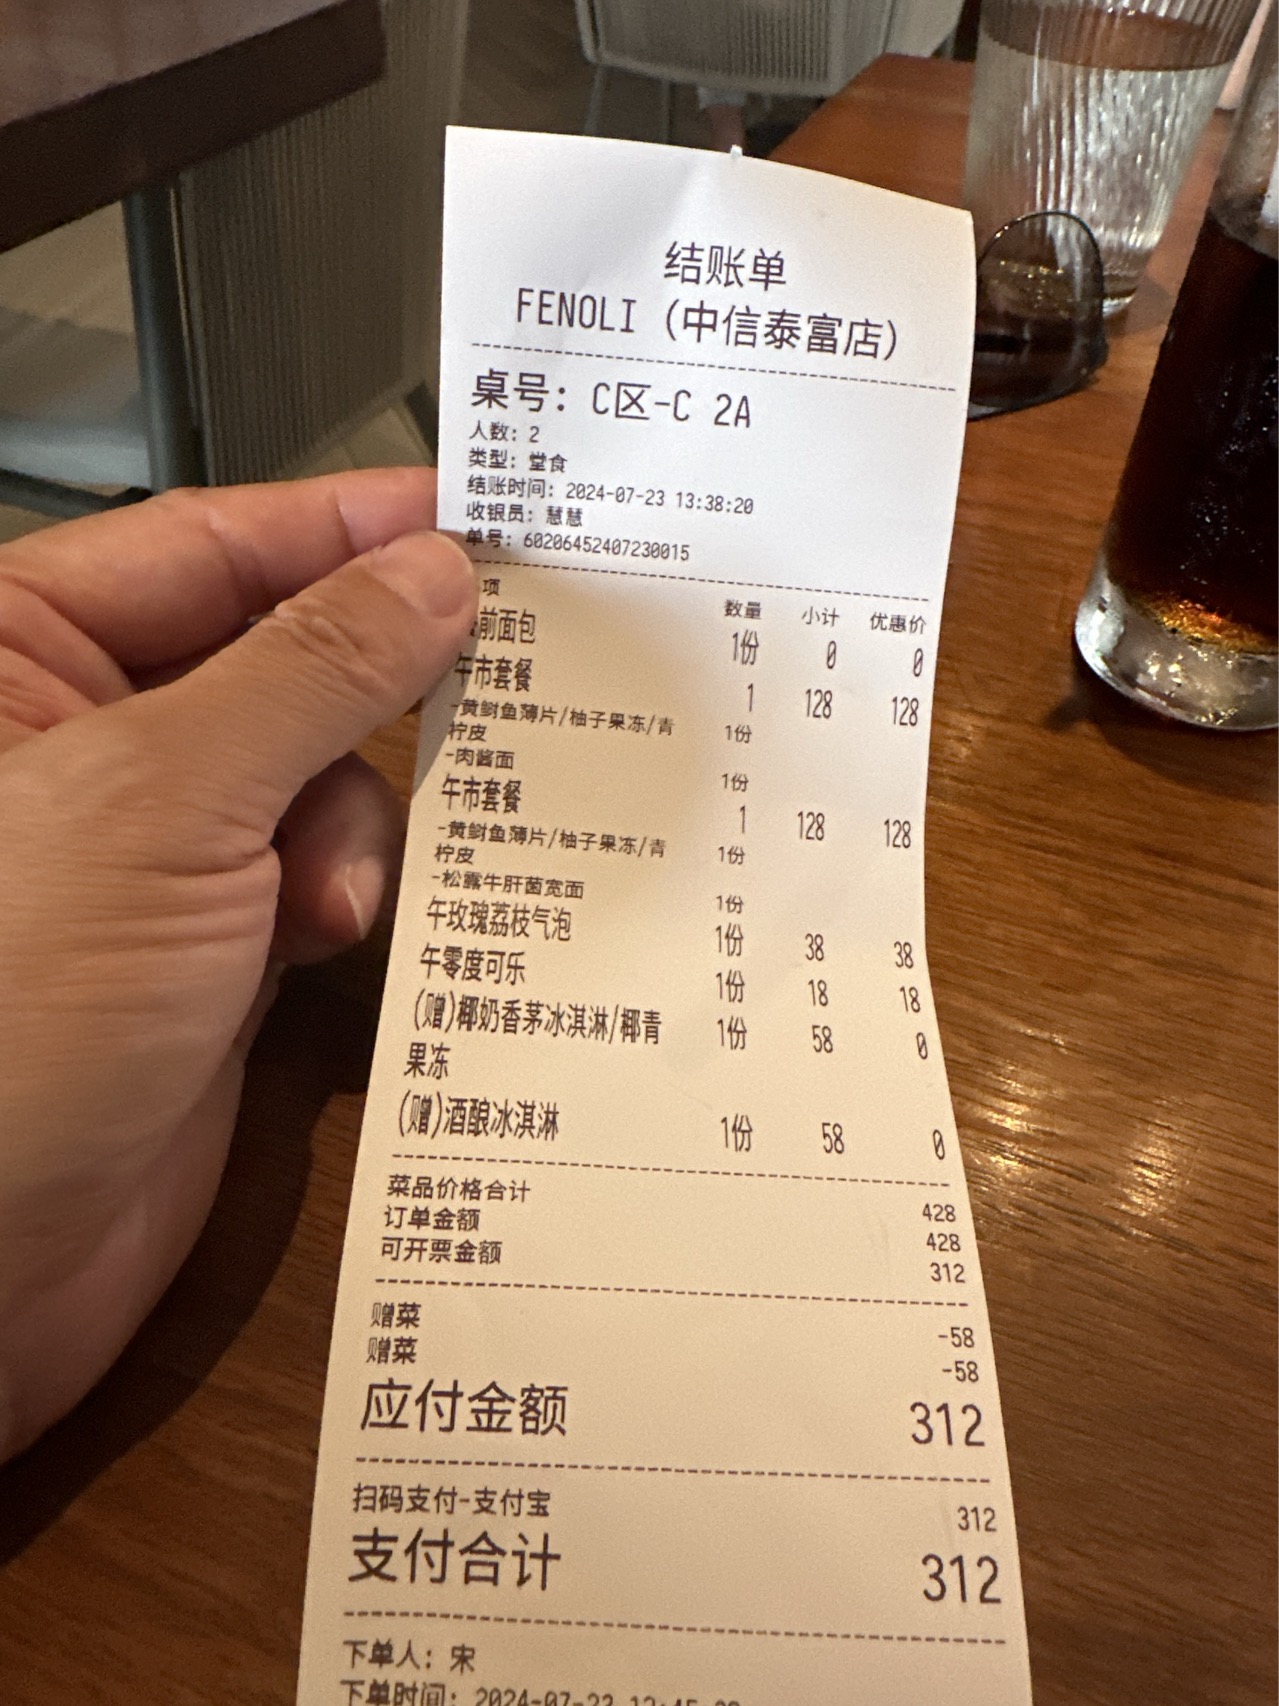 结账单
FENOLI (中信泰富店)
桌号: C区-C 2A
人数: 2
类型: 堂食
结账时间: 2024-07-23 13:38:20
收银员: 慧慧
单号: 60206452407230015
项 数量 小计 优惠价
前面包 1份 0 0
午市套餐 1 128 128
-黄鲥鱼薄片/柚子果冻/青 1份
柠皮
-肉酱面 1份
午市套餐 1 128 128
-黄鲥鱼薄片/柚子果冻/青 1份
柠皮
-松露牛肝菌宽面 1份
午玫瑰荔枝气泡 1份 38 38
午零度可乐 1份 18 18
(赠)椰奶香茅冰淇淋/椰青 1份 58 0
果冻
(赠)酒酿冰淇淋 1份 58 0
菜品价格合计 428
订单金额 428
可开票金额 312
赠菜 -58
赠菜 -58
应付金额 312
扫码支付-支付宝 312
支付合计 312
下单人: 宋
下单时间: 2024-07-23